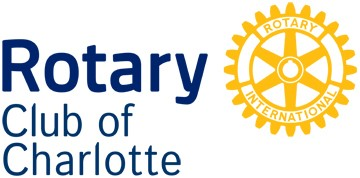 Rotary
Club of
Charlotte
ROTARY
INTERNATIONAL